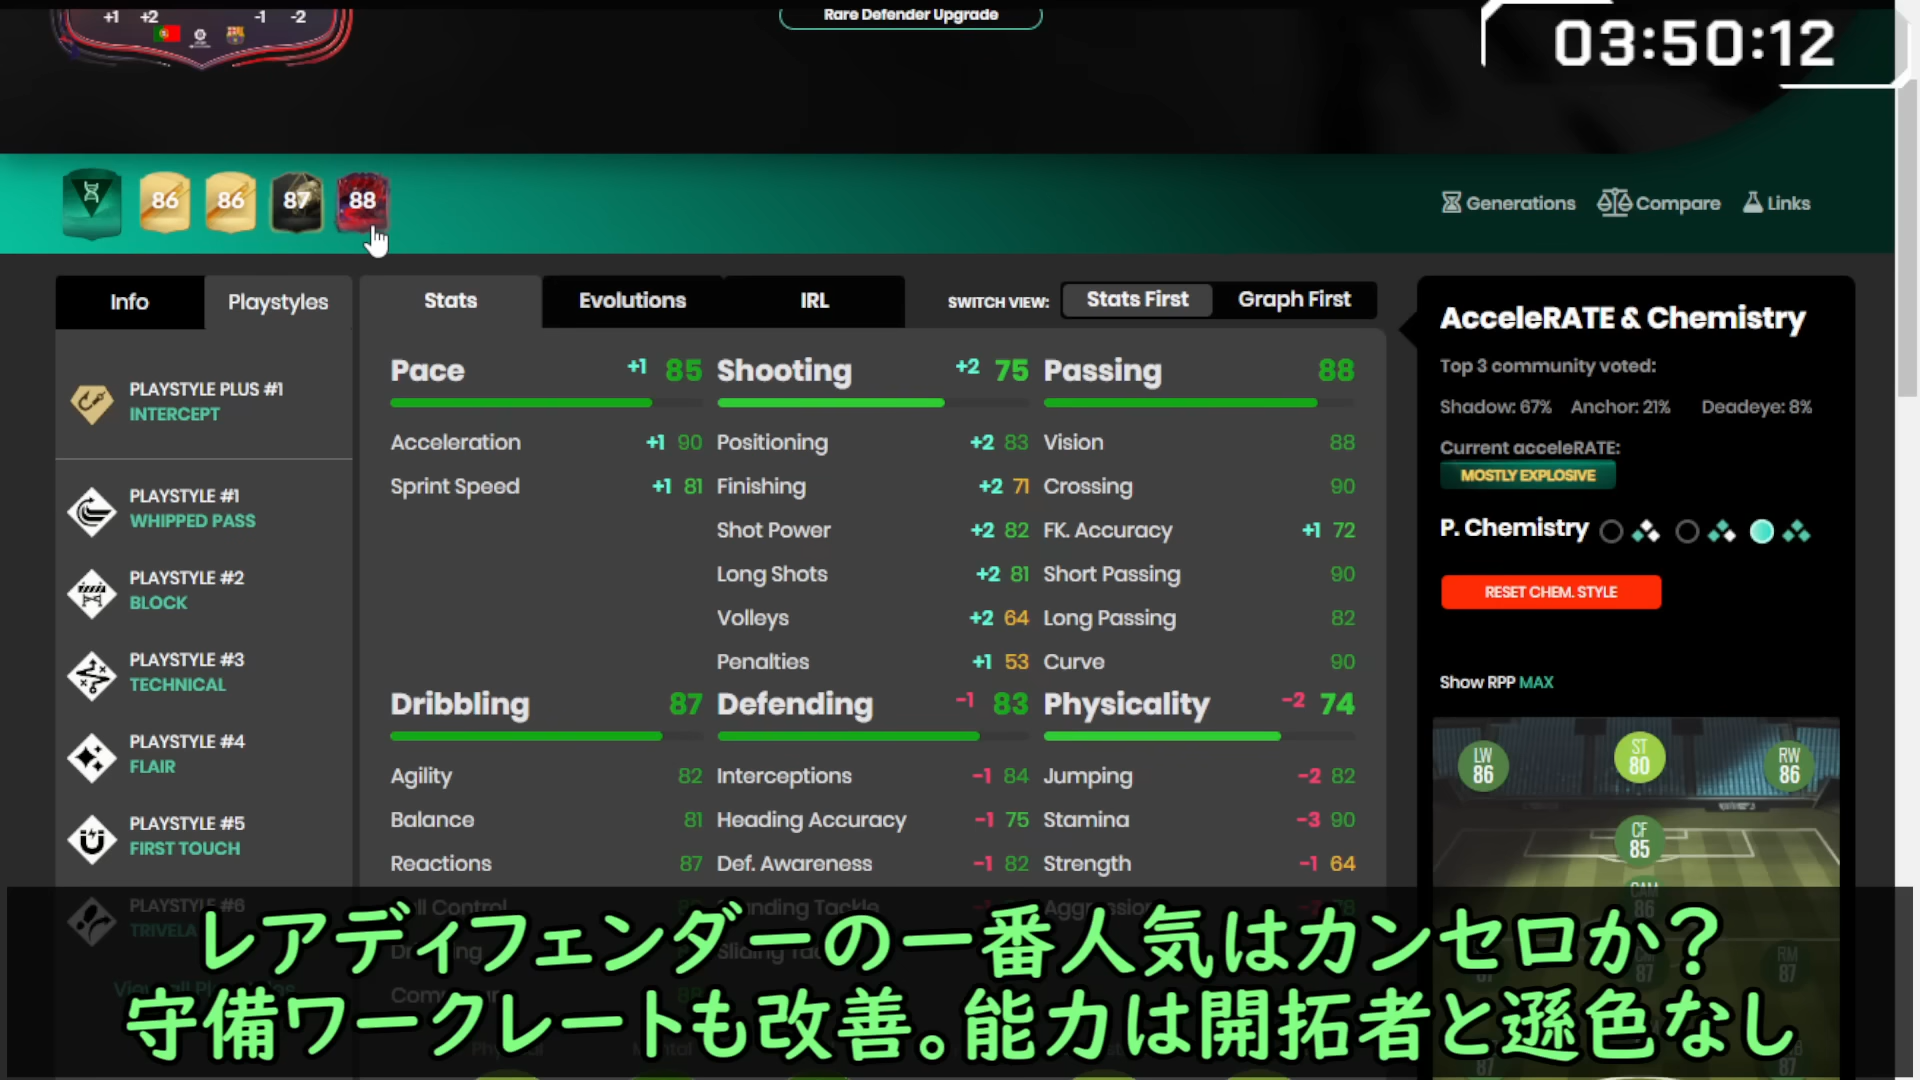 +1 +2 -1 -2
Rare Defender Upgrade
03:50:12
86 86 87 88
Generations Compare Links
Info Playstyles
Stats Evolutions IRL
SWITCH VIEW: Stats First Graph First
PLAYSTYLE PLUS #1
INTERCEPT
PLAYSTYLE #1
WHIPPED PASS
PLAYSTYLE #2
BLOCK
PLAYSTYLE #3
TECHNICAL
PLAYSTYLE #4
FLAIR
PLAYSTYLE #5
FIRST TOUCH
PLAYSTYLE #6
TRIVELA
Pace +1 85
Acceleration +1 90
Sprint Speed +1 81
Shooting +2 75
Positioning +2 83
Finishing +2 71
Shot Power +2 82
Long Shots +2 81
Volleys +2 64
Penalties +1 53
Passing 88
Vision 88
Crossing 90
FK. Accuracy +1 72
Short Passing 90
Long Passing 82
Curve 90
Dribbling 87
Agility 82
Balance 81
Reactions 87
Defending -1 83
Interceptions -1 84
Heading Accuracy -1 75
Def. Awareness -1 82
Physicality -2 74
Jumping -2 82
Stamina -3 90
Strength -1 64
AcceleRATE & Chemistry
Top 3 community voted:
Shadow: 67% Anchor: 21% Deadeye: 8%
Current acceleRATE:
MOSTLY EXPLOSIVE
P. Chemistry
RESET CHEM. STYLE
Show RPP MAX
LW
86
ST
80
RW
86
CF
85
CAM
86
87
RM
87
レアディフェンダーの一番人気はカンセロか?
守備ワークレートも改善。能力は開拓者と遜色なし